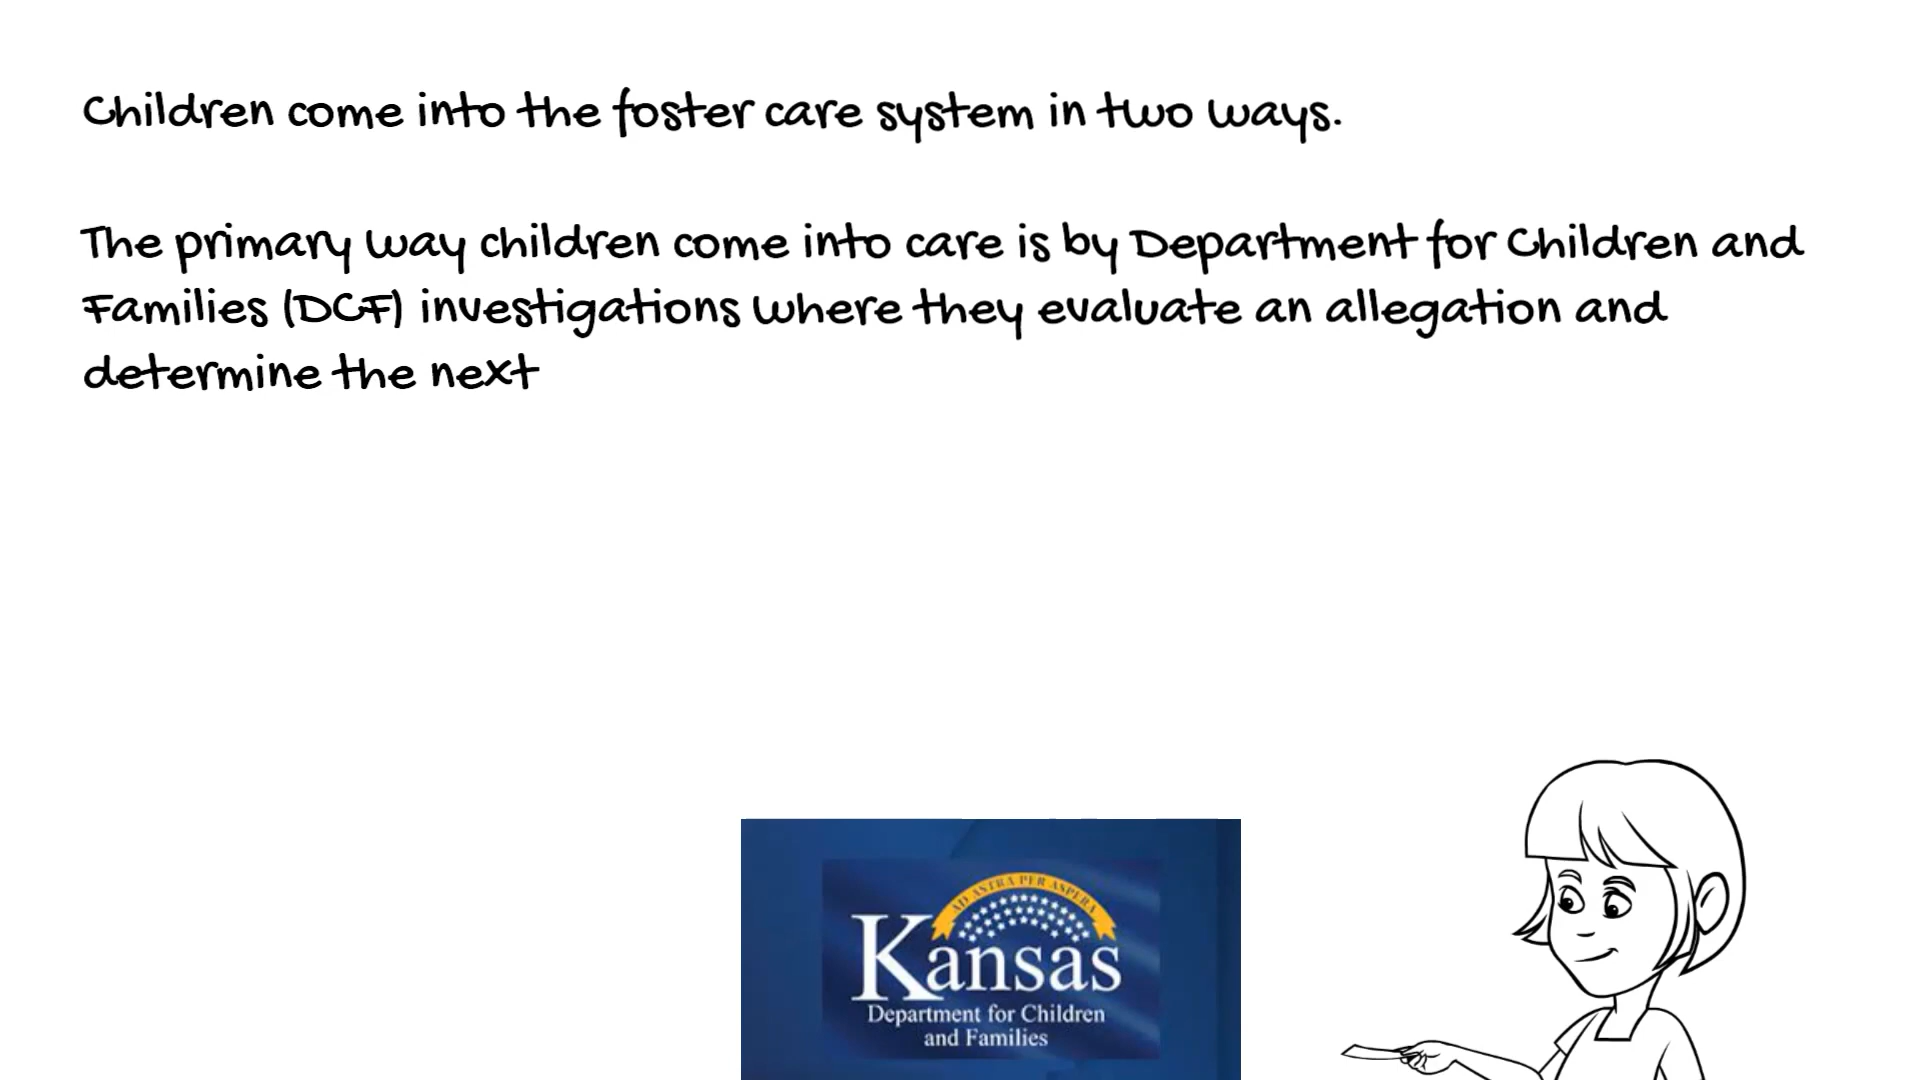 Children come into the foster care system in two ways.
The primary way children come into care is by Department for Children and
Families (DCF) investigations where they evaluate an allegation and
determine the next
AD ASTRA PER ASPERA
Kansas
Department for Children
and Families